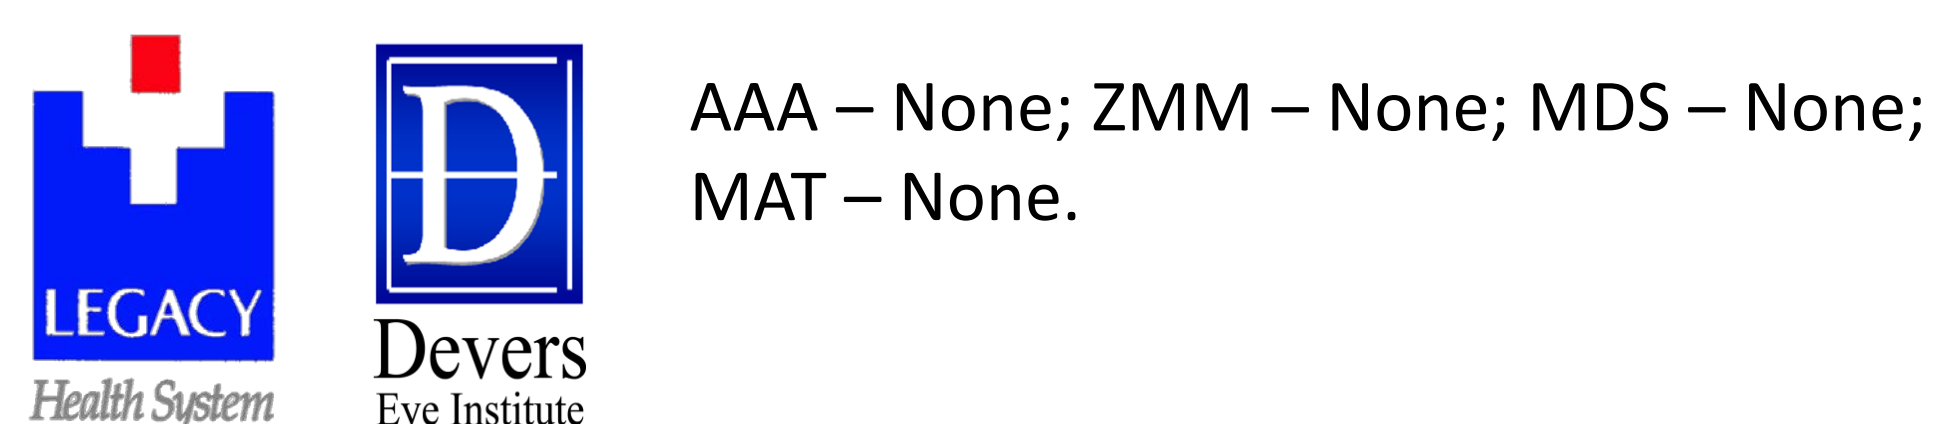 LEGACY
Health System
D
Devers
Eye Institute
AAA – None; ZMM – None; MDS – None;
MAT – None.